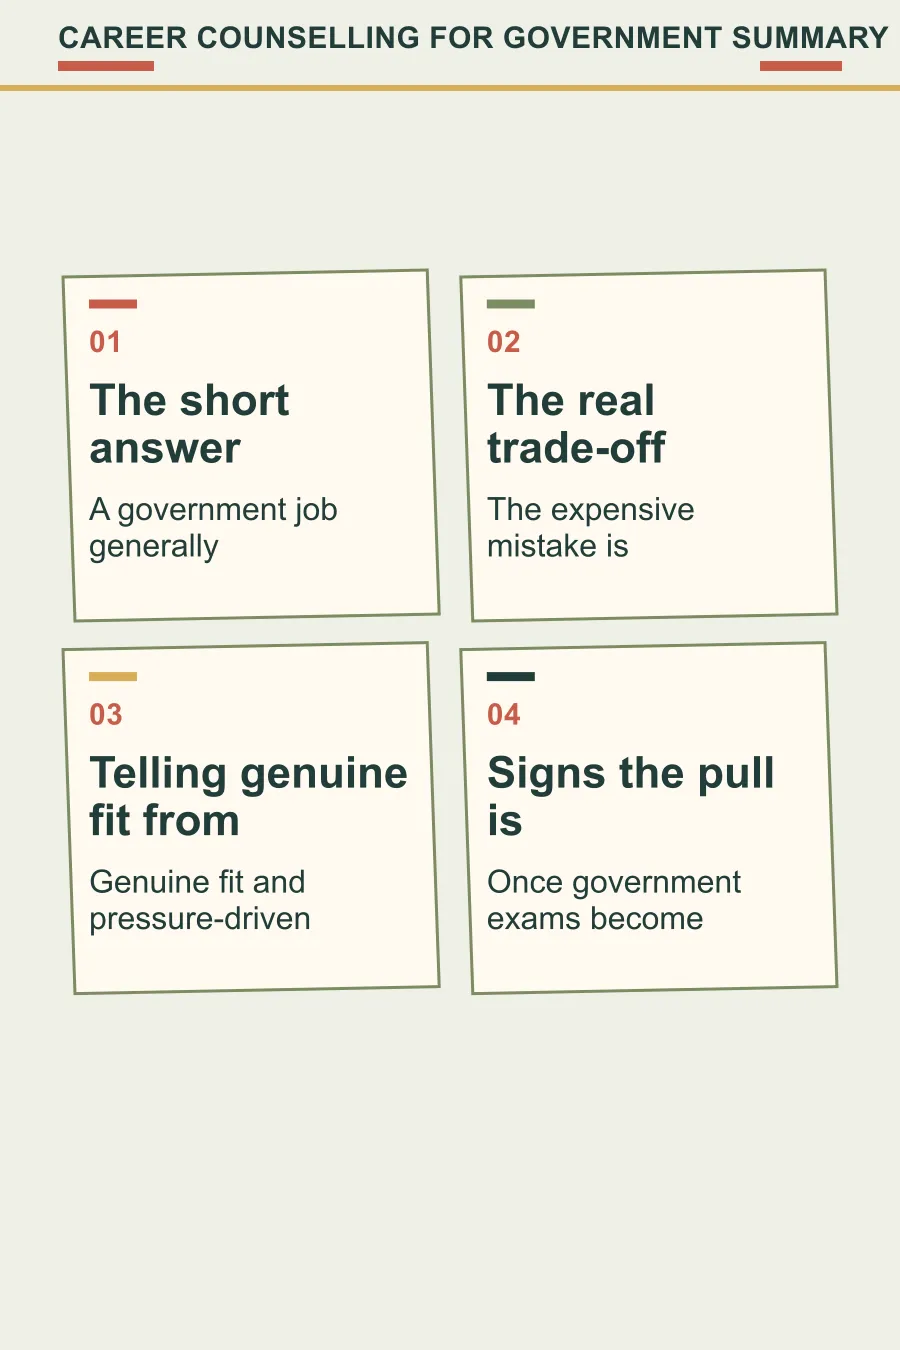 CAREER COUNSELLING FOR GOVERNMENT SUMMARY
01
The short
answer
A government job
generally
02
The real
trade-off
The expensive
mistake is
03
Telling genuine
fit from
Genuine fit and
pressure-driven
04
Signs the pull
is
Once government
exams become